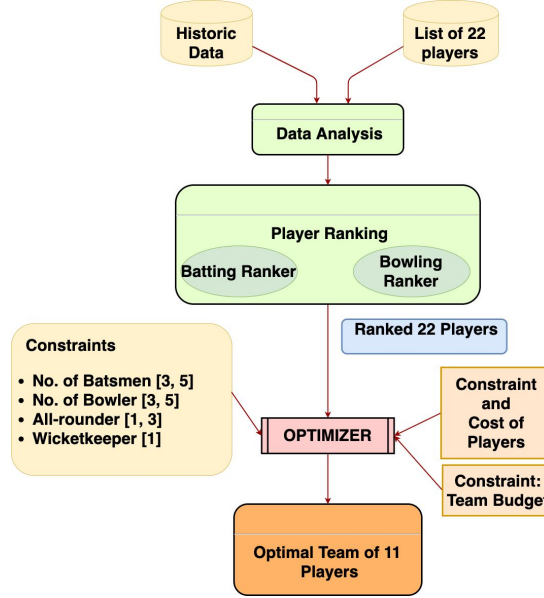 Historic
Data
List of 22
players
Data Analysis
Player Ranking
Batting Ranker
Bowling
Ranker
Ranked 22 Players
Constraints
• No. of Batsmen [3, 5]
• No. of Bowler [3, 5]
• All-rounder [1, 3]
• Wicketkeeper [1]
OPTIMIZER
Constraint
and
Cost of
Players
Constraint:
Team Budget
Optimal Team of 11
Players